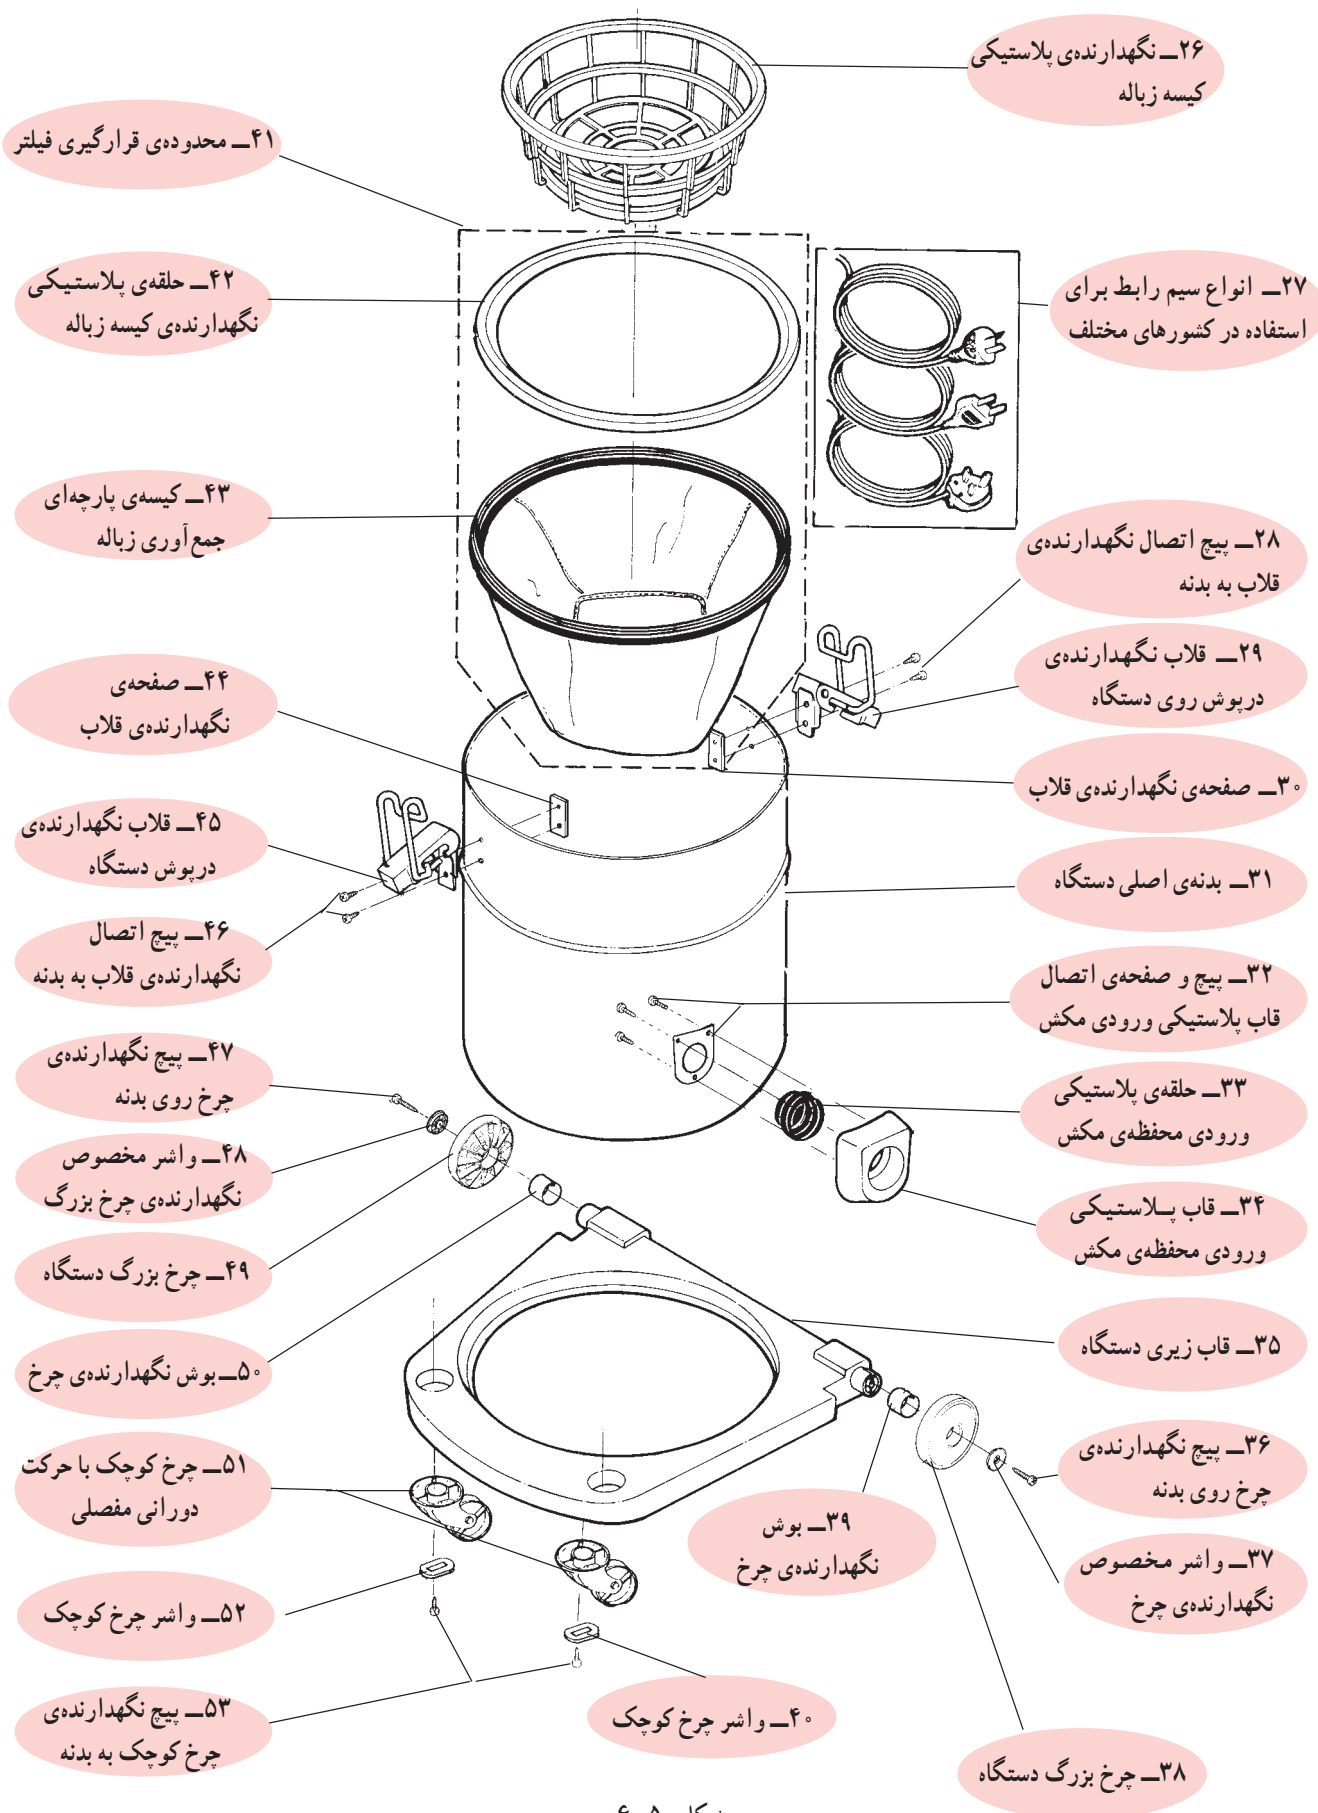 ۲۶ــ نگهدارنده‌ی پلاستیکی
کیسه زباله
۲۷ــ انواع سیم رابط برای
استفاده در کشورهای مختلف
۲۸ــ پیچ اتصال نگهدارنده‌ی
قلاب به بدنه
۲۹ــ قلاب نگهدارنده‌ی
درپوش روی دستگاه
۳۰ــ صفحه‌ی نگهدارنده‌ی قلاب
۳۱ــ بدنه‌ی اصلی دستگاه
۳۲ــ پیچ و صفحه‌ی اتصال
قاب پلاستیکی ورودی مکش
۳۳ــ حلقه‌ی پلاستیکی
ورودی محفظه‌ی مکش
۳۴ــ قاب پلاستیکی
ورودی محفظه‌ی مکش
۳۵ــ قاب زیری دستگاه
۳۶ــ پیچ نگهدارنده‌ی
چرخ روی بدنه
۳۷ــ واشر مخصوص
نگهدارنده‌ی چرخ
۳۸ــ چرخ بزرگ دستگاه
۳۹ــ بوش
نگهدارنده‌ی چرخ
۴۰ــ واشر چرخ کوچک
۴۱ــ محدوده‌ی قرارگیری فیلتر
۴۲ــ حلقه‌ی پلاستیکی
نگهدارنده‌ی کیسه زباله
۴۳ــ کیسه‌ی پارچه‌ای
جمع‌آوری زباله
۴۴ــ صفحه‌ی
نگهدارنده‌ی قلاب
۴۵ــ قلاب نگهدارنده‌ی
درپوش دستگاه
۴۶ــ پیچ اتصال
نگهدارنده‌ی قلاب به بدنه
۴۷ــ پیچ نگهدارنده‌ی
چرخ روی بدنه
۴۸ــ واشر مخصوص
نگهدارنده‌ی چرخ بزرگ
۴۹ــ چرخ بزرگ دستگاه
۵۰ــ بوش نگهدارنده‌ی چرخ
۵۱ــ چرخ کوچک با حرکت
دورانی مفصلی
۵۲ــ واشر چرخ کوچک
۵۳ــ پیچ نگهدارنده‌ی
چرخ کوچک به بدنه